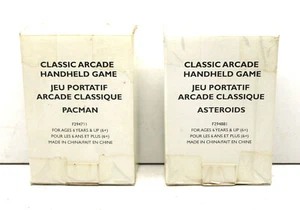 CLASSIC ARCADE
HANDHELD GAME
JEU PORTATIF
ARCADE CLASSIQUE
PACMAN
F294711
FOR AGES 6 YEARS & UP (6+)
POUR LES 6 ANS ET PLUS (6+)
MADE IN CHINA/FAIT EN CHINE
CLASSIC ARCADE
HANDHELD GAME
JEU PORTATIF
ARCADE CLASSIQUE
ASTEROIDS
F294881
FOR AGES 6 YEARS & UP (6+)
POUR LES 6 ANS ET PLUS (6+)
MADE IN CHINA/FAIT EN CHINE